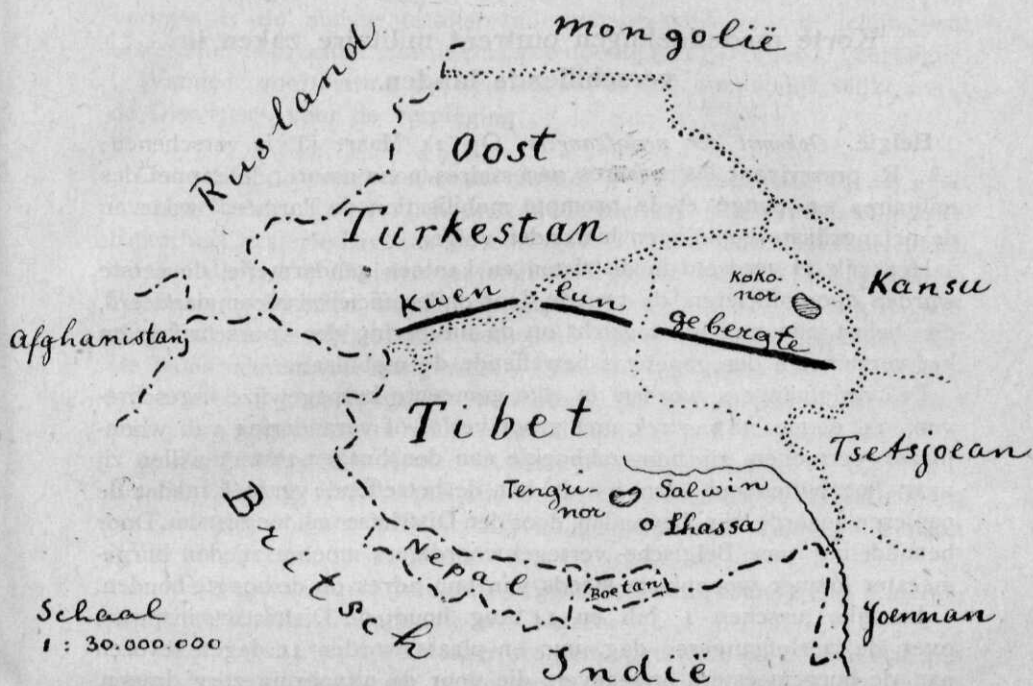 Mongolie
Rusland
Oost
Turkestan
Kwen lun gebergte
Koko nor
Kansu
Afghanistan
Tibet
Tsetsjoean
Tengri nor
Salwin
Lhassa
Britsch
Nepal
Boetan
Schaal
1 : 30.000.000
Joennan
Indië